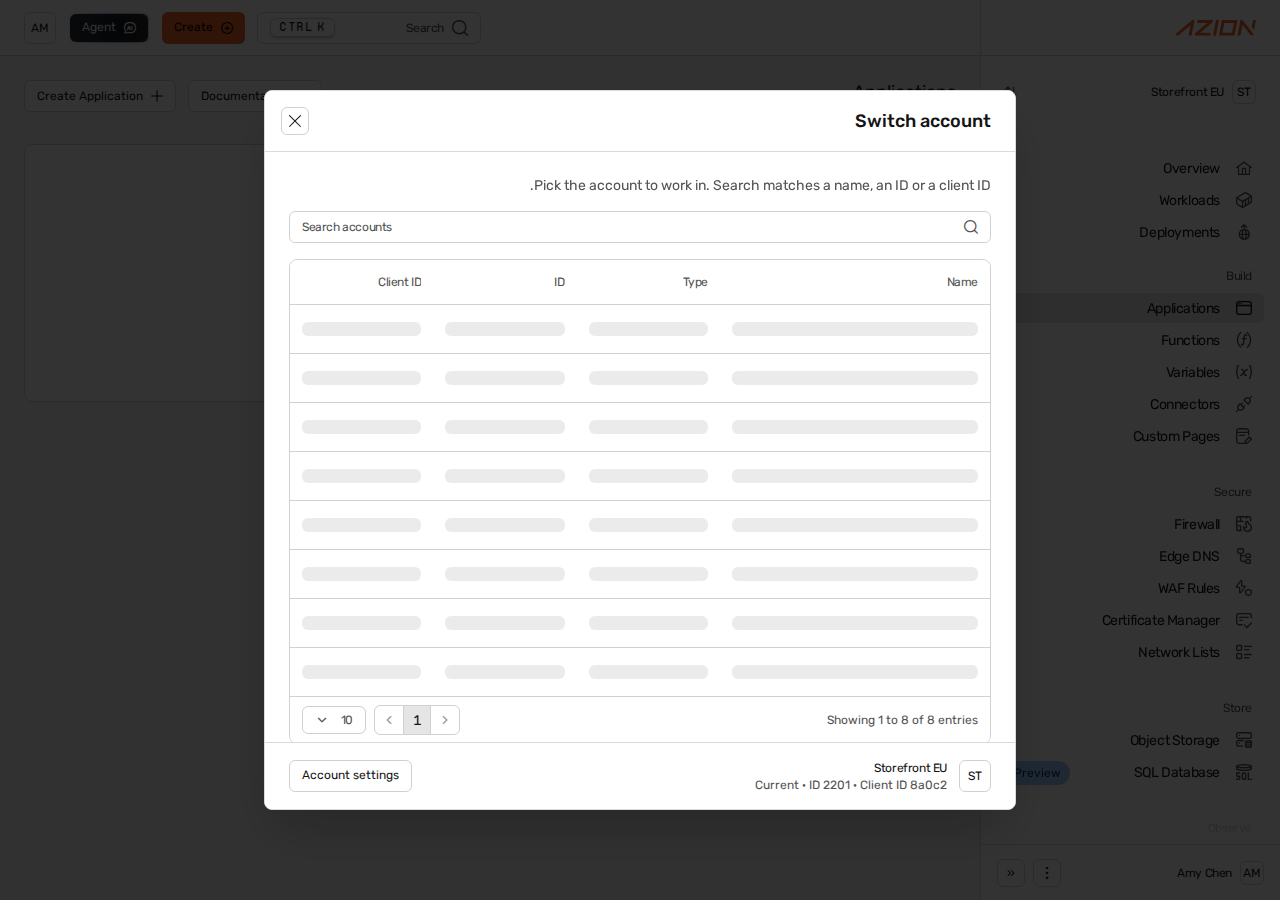 AM
Agent
Create
CTRL K
Search
AZION
Create Application
Storefront EU
ST
Switch account
.Pick the account to work in. Search matches a name, an ID or a client ID
Search accounts
Name
Type
ID
Client ID
Showing 1 to 8 of 8 entries
1
10
Storefront EU
Current • ID 2201 • Client ID 8a0c2
ST
Account settings
Overview
Workloads
Deployments
Build
Applications
Functions
Variables
Connectors
Custom Pages
Secure
Firewall
Edge DNS
WAF Rules
Certificate Manager
Network Lists
Store
Object Storage
SQL Database
Preview
Observe
Amy Chen
AM